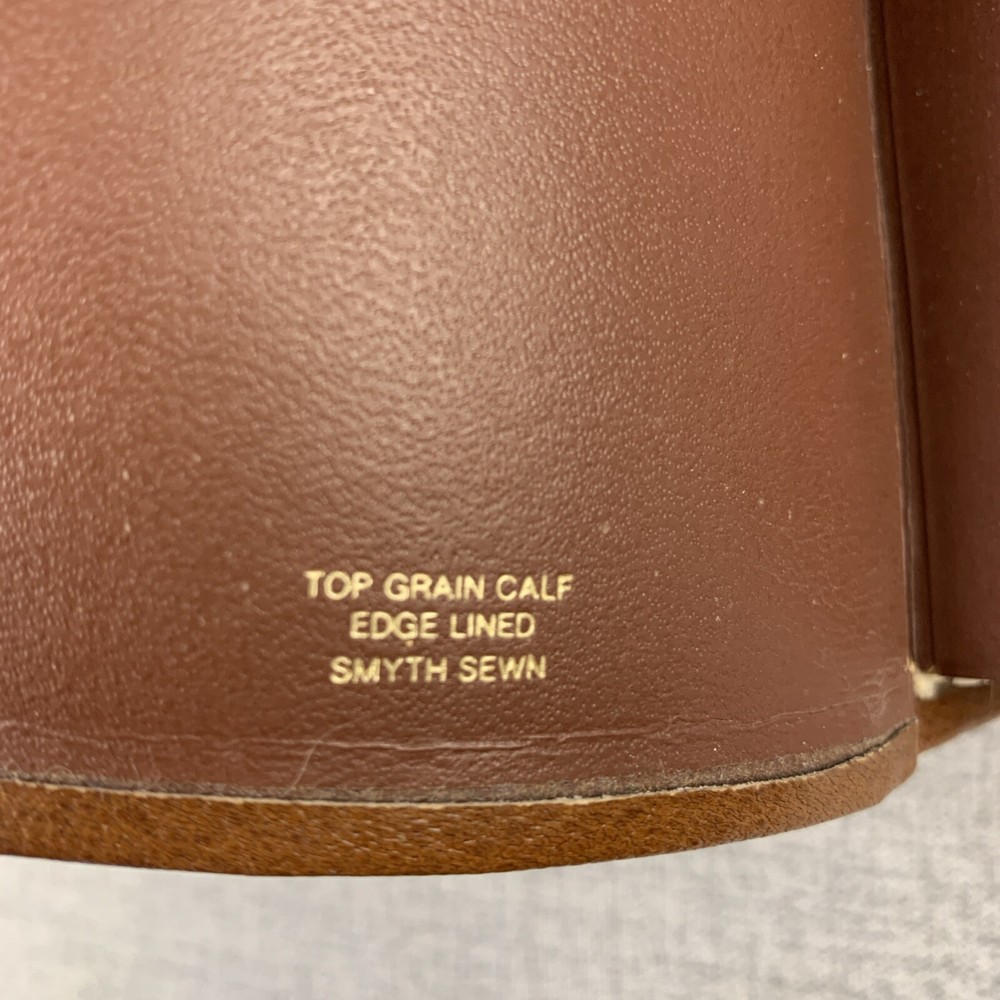 TOP GRAIN CALF
EDGE LINED
SMYTH SEWN